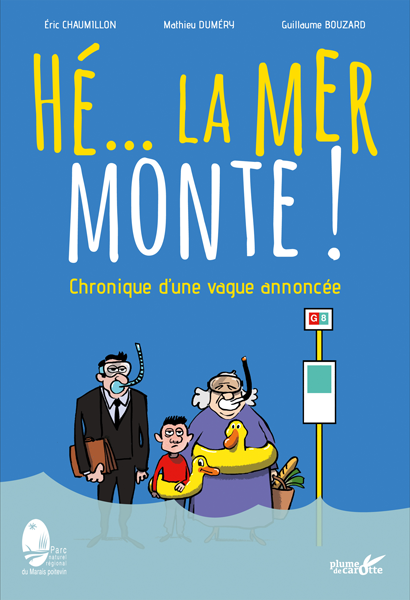 Éric CHAUMILLON Mathieu DUMÉRY Guillaume BOUZARD
HÉ... LA MER
MONTE !
Chronique d'une vague annoncée
G8
Parc
naturel
régional
du Marais poitevin
plume
de carotte